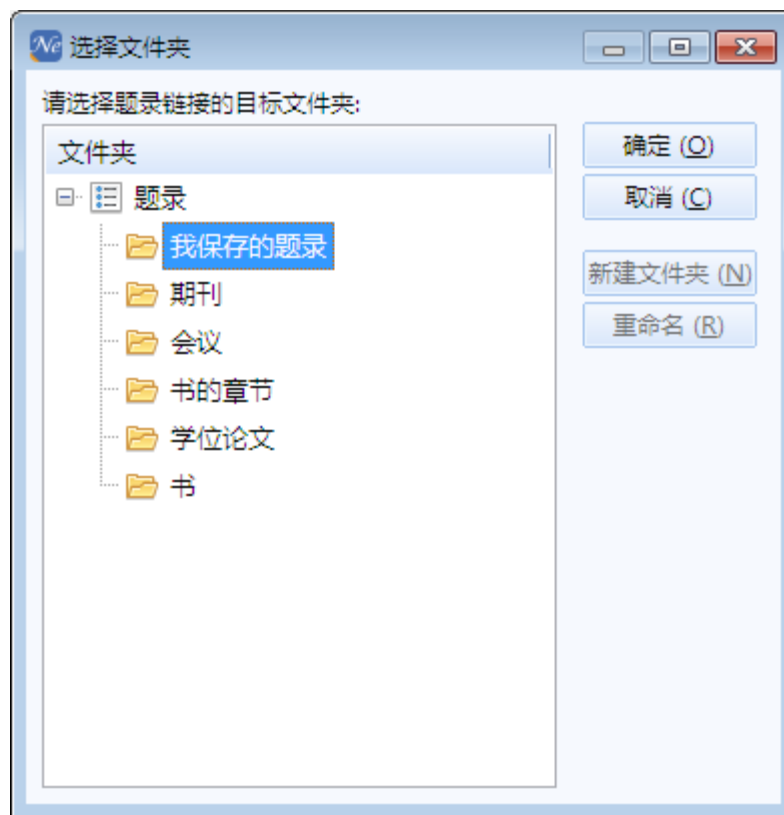 Ne 选择文件夹
请选择题录链接的目标文件夹:
文件夹
题录
我保存的题录
期刊
会议
书的章节
学位论文
书
确定 (O)
取消 (C)
新建文件夹 (N)
重命名 (R)